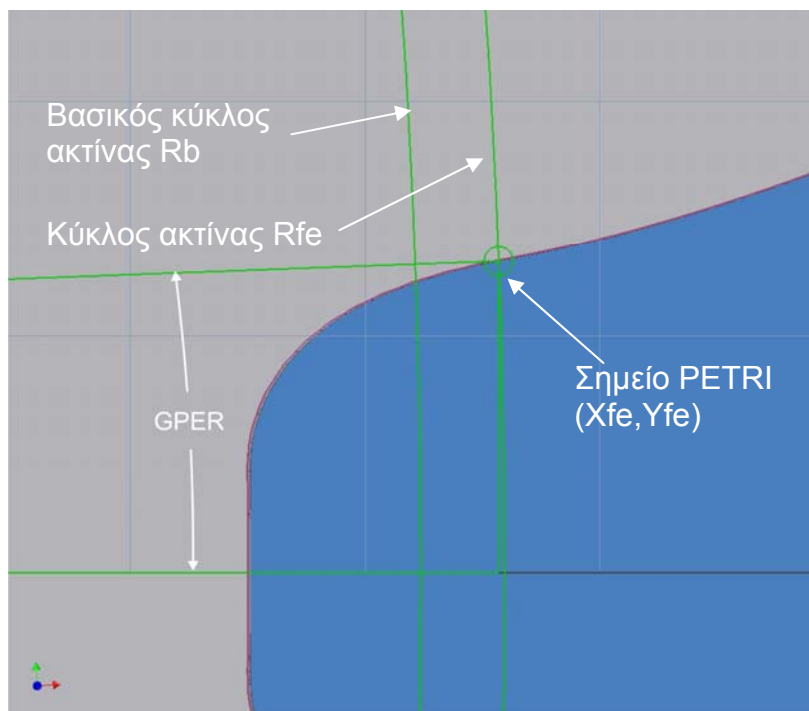 Βασικός κύκλος
ακτίνας Rb
Κύκλος ακτίνας Rfe
Σημείο PETRI
(Xfe,Yfe)
GPER